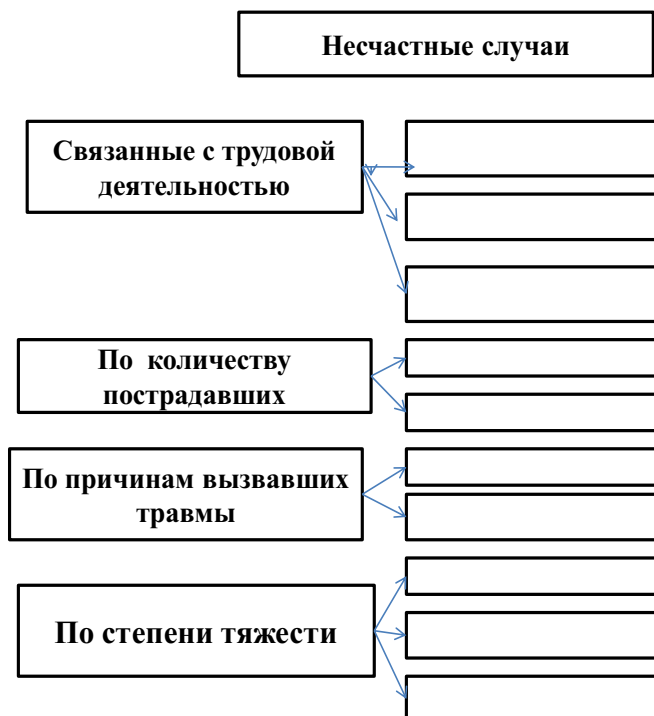 Несчастные случаи
Связанные с трудовой
деятельностью
По количеству
пострадавших
По причинам вызвавших
травмы
По степени тяжести